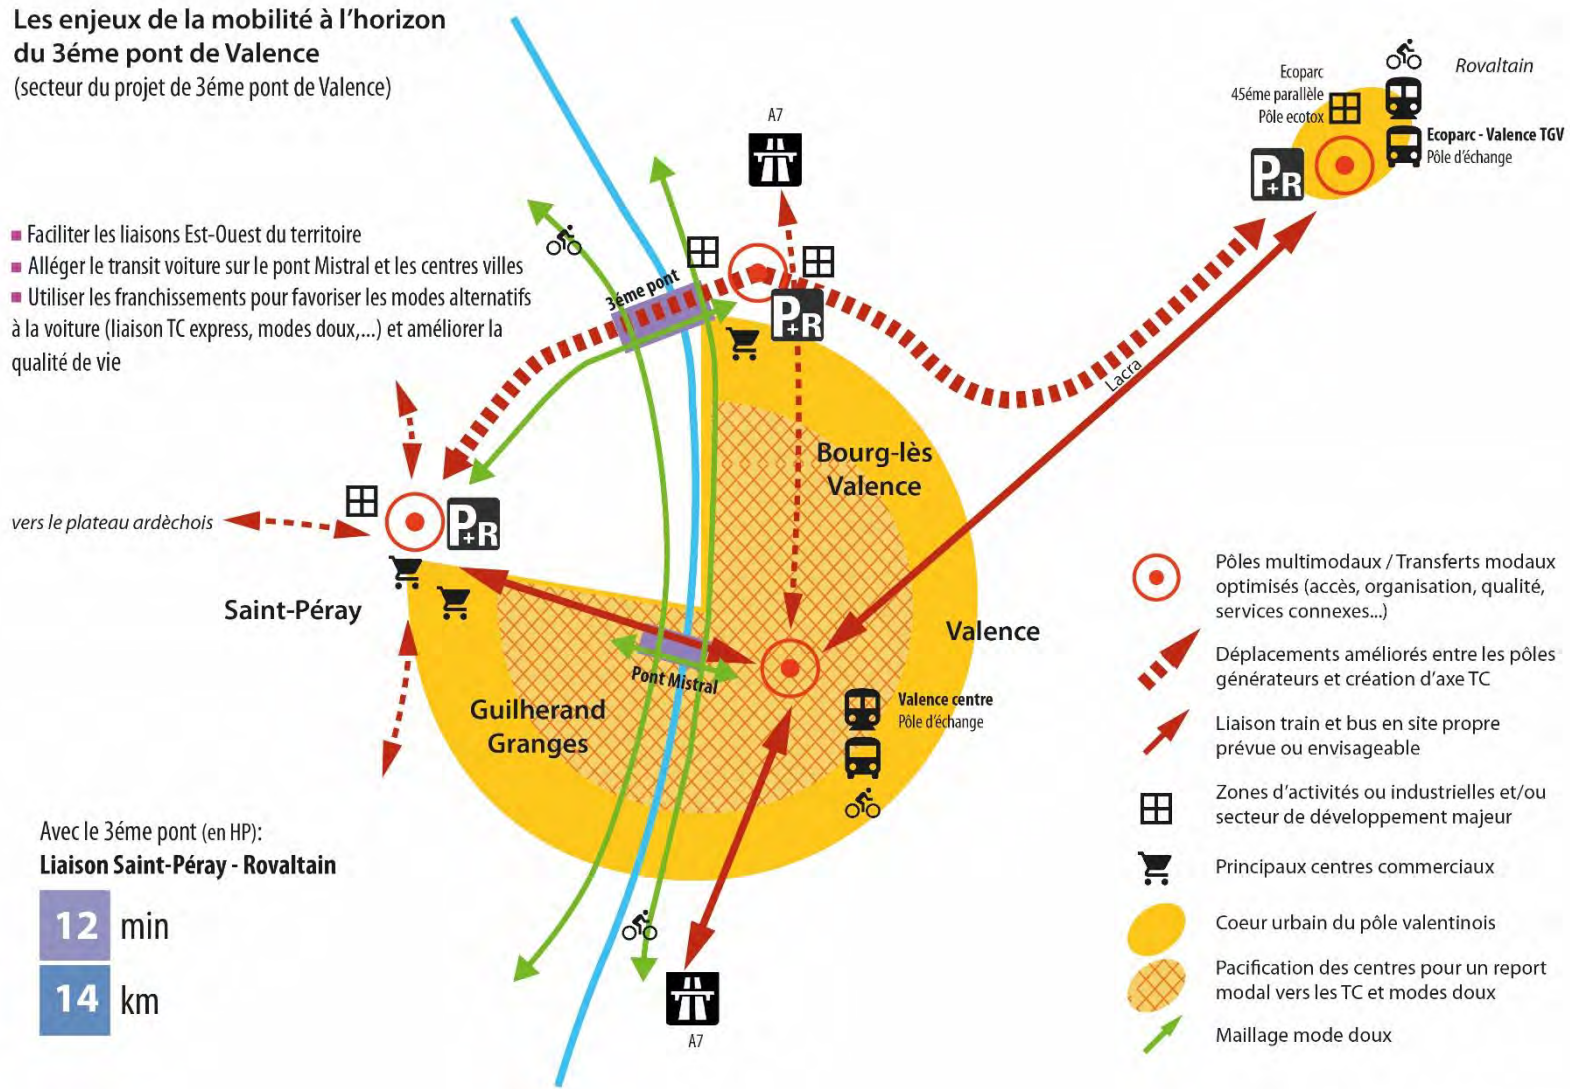 Les enjeux de la mobilité à l'horizon
du 3éme pont de Valence
(secteur du projet de 3éme pont de Valence)
Faciliter les liaisons Est-Ouest du territoire
Alléger le transit voiture sur le pont Mistral et les centres villes
Utiliser les franchissements pour favoriser les modes alternatifs
à la voiture (liaison TC express, modes doux,...) et améliorer la
qualité de vie
A7
Ecoparc
45éme parallèle
Pôle ecotox
Rovaltain
Ecoparc - Valence TGV
Pôle d'échange
P+R
3éme pont
P+R
Lacra
Bourg-lès
Valence
vers le plateau ardèchois
P+R
Saint-Péray
Valence
Pont Mistral
Guilherand
Granges
Valence centre
Pôle d'échange
A7
Avec le 3éme pont (en HP):
Liaison Saint-Péray - Rovaltain
12 min
14 km
Pôles multimodaux / Transferts modaux
optimisés (accès, organisation, qualité,
services connexes...)
Déplacements améliorés entre les pôles
générateurs et création d'axe TC
Liaison train et bus en site propre
prévue ou envisageable
Zones d'activités ou industrielles et/ou
secteur de développement majeur
Principaux centres commerciaux
Coeur urbain du pôle valentinois
Pacification des centres pour un report
modal vers les TC et modes doux
Maillage mode doux